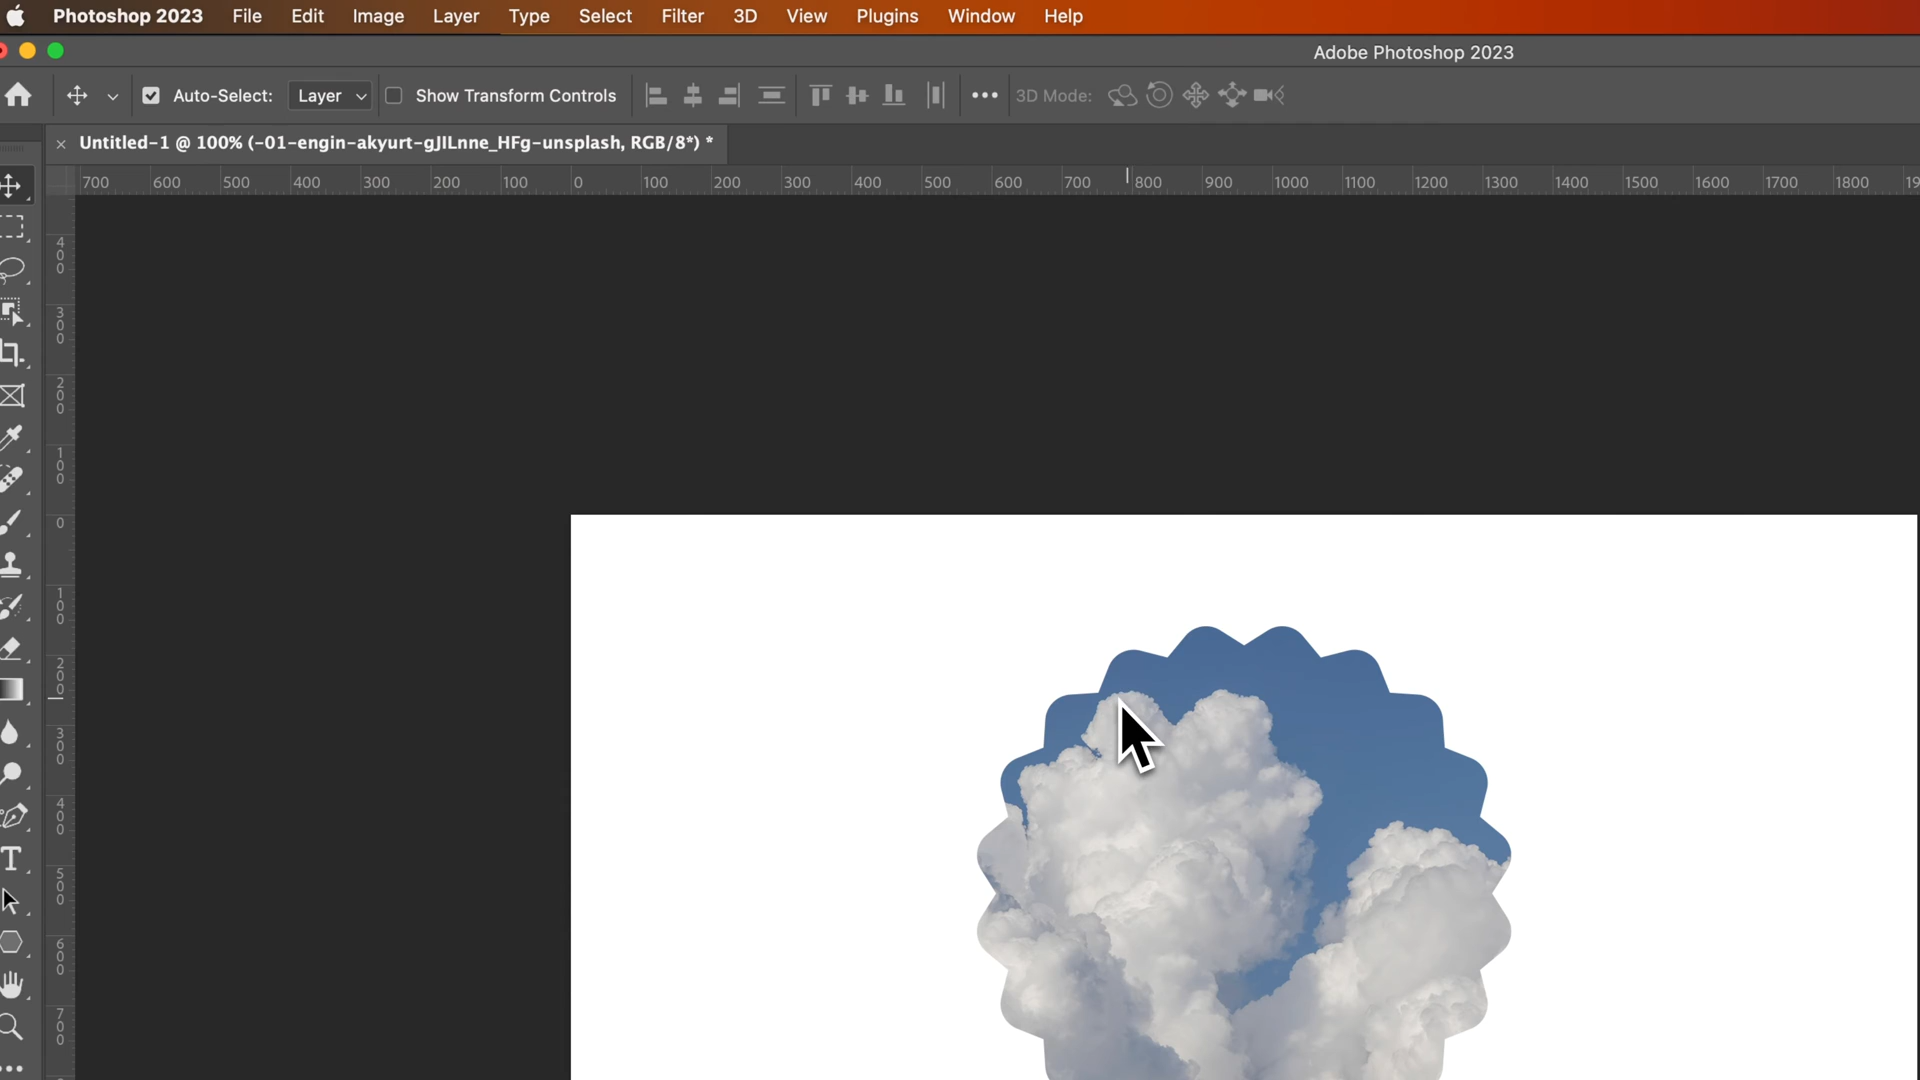 Photoshop 2023 File Edit Image Layer Type Select Filter 3D View Plugins Window Help
Adobe Photoshop 2023
Auto-Select: Layer Show Transform Controls 3D Mode:
× Untitled-1 @ 100% (-01-engin-akyurt-gJILnne_HFg-unsplash, RGB/8*) *
700 600 500 400 300 200 100 0 100 200 300 400 500 600 700 800 900 1000 1100 1200 1300 1400 1500 1600 1700 1800 19
400
300
200
100
0
100
200
300
400
500
600
700